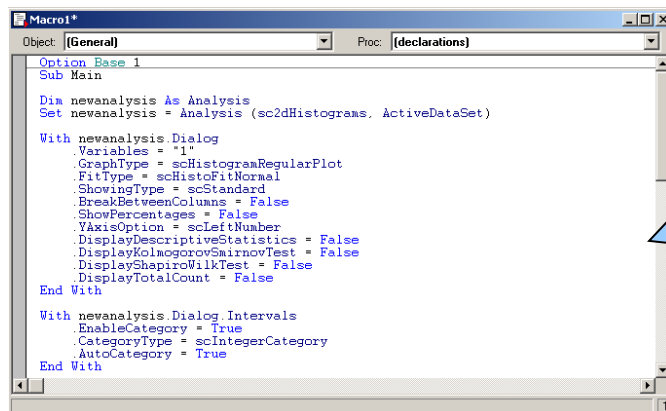 Macro1*
Object: (General) Proc: (declarations)
Option Base 1
Sub Main
Dim newanalysis As Analysis
Set newanalysis = Analysis (sc2dHistograms, ActiveDataSet)
With newanalysis.Dialog
.Variables = "1"
.GraphType = scHistogramRegularPlot
.FitType = scHistoFitNormal
.ShowingType = scStandard
.BreakBetweenColumns = False
.ShowPercentages = False
.YAxisOption = scLeftNumber
.DisplayDescriptiveStatistics = False
.DisplayKolmogorovSmirnovTest = False
.DisplayShapiroWilkTest = False
.DisplayTotalCount = False
End With
With newanalysis.Dialog.Intervals
.EnableCategory = True
.CategoryType = scIntegerCategory
.AutoCategory = True
End With